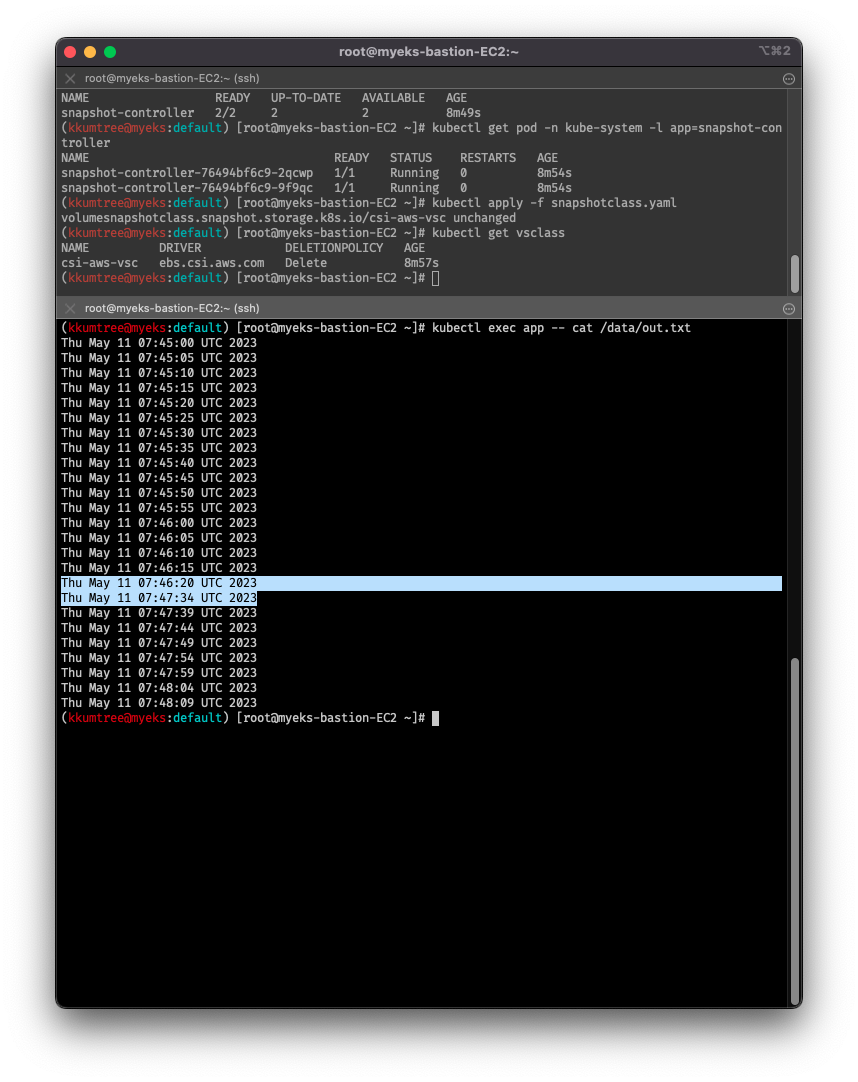 root@myeks-bastion-EC2:~
⌥⌘2
root@myeks-bastion-EC2:~ (ssh)
NAME                  READY   UP-TO-DATE   AVAILABLE   AGE
snapshot-controller   2/2     2            2           8m49s
(kkumtree@myeks:default) [root@myeks-bastion-EC2 ~]# kubectl get pod -n kube-system -l app=snapshot-con
troller
NAME                                   READY   STATUS    RESTARTS   AGE
snapshot-controller-76494bf6c9-2qcwp   1/1     Running   0          8m54s
snapshot-controller-76494bf6c9-9f9qc   1/1     Running   0          8m54s
(kkumtree@myeks:default) [root@myeks-bastion-EC2 ~]# kubectl apply -f snapshotclass.yaml
volumesnapshotclass.snapshot.storage.k8s.io/csi-aws-vsc unchanged
(kkumtree@myeks:default) [root@myeks-bastion-EC2 ~]# kubectl get vsclass
NAME          DRIVER            DELETIONPOLICY   AGE
csi-aws-vsc   ebs.csi.aws.com   Delete           8m57s
(kkumtree@myeks:default) [root@myeks-bastion-EC2 ~]#
root@myeks-bastion-EC2:~ (ssh)
(kkumtree@myeks:default) [root@myeks-bastion-EC2 ~]# kubectl exec app -- cat /data/out.txt
Thu May 11 07:45:00 UTC 2023
Thu May 11 07:45:05 UTC 2023
Thu May 11 07:45:10 UTC 2023
Thu May 11 07:45:15 UTC 2023
Thu May 11 07:45:20 UTC 2023
Thu May 11 07:45:25 UTC 2023
Thu May 11 07:45:30 UTC 2023
Thu May 11 07:45:35 UTC 2023
Thu May 11 07:45:40 UTC 2023
Thu May 11 07:45:45 UTC 2023
Thu May 11 07:45:50 UTC 2023
Thu May 11 07:45:55 UTC 2023
Thu May 11 07:46:00 UTC 2023
Thu May 11 07:46:05 UTC 2023
Thu May 11 07:46:10 UTC 2023
Thu May 11 07:46:15 UTC 2023
Thu May 11 07:46:20 UTC 2023
Thu May 11 07:47:34 UTC 2023
Thu May 11 07:47:39 UTC 2023
Thu May 11 07:47:44 UTC 2023
Thu May 11 07:47:49 UTC 2023
Thu May 11 07:47:54 UTC 2023
Thu May 11 07:47:59 UTC 2023
Thu May 11 07:48:04 UTC 2023
Thu May 11 07:48:09 UTC 2023
(kkumtree@myeks:default) [root@myeks-bastion-EC2 ~]#